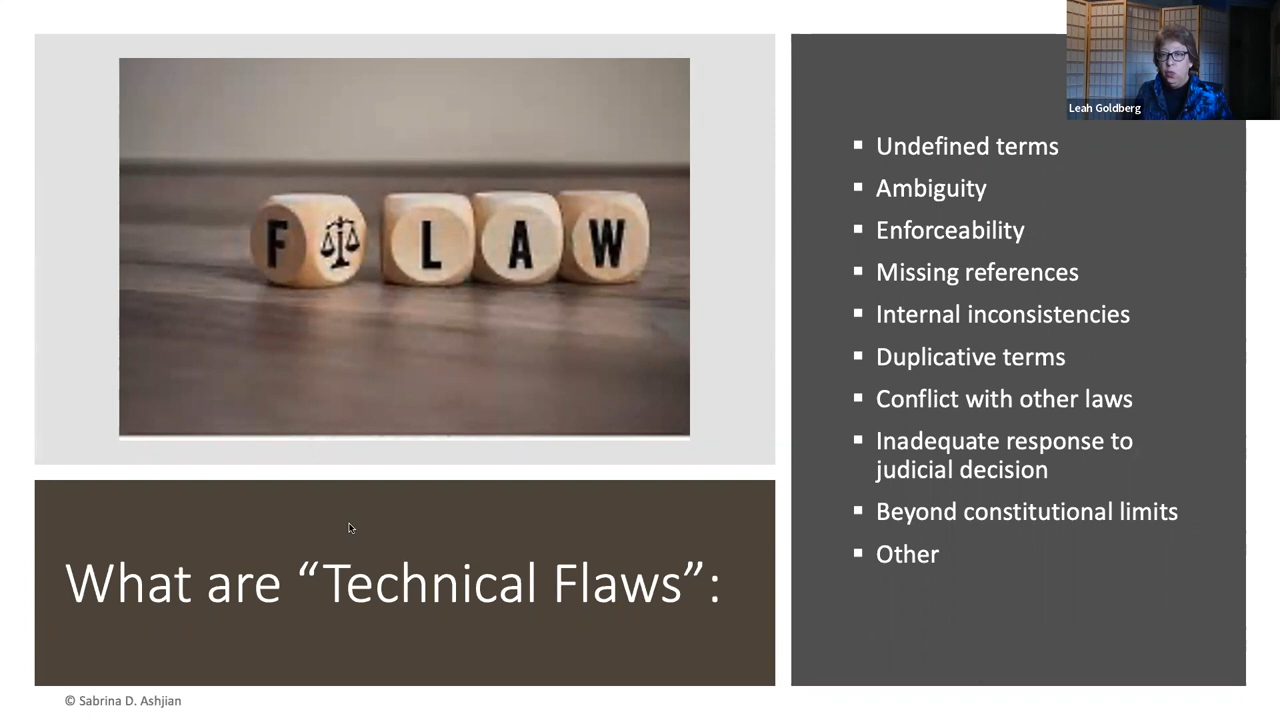 Leah Goldberg
F LAW
▪ Undefined terms
▪ Ambiguity
▪ Enforceability
▪ Missing references
▪ Internal inconsistencies
▪ Duplicative terms
▪ Conflict with other laws
▪ Inadequate response to
judicial decision
▪ Beyond constitutional limits
▪ Other
What are “Technical Flaws”:
© Sabrina D. Ashjian